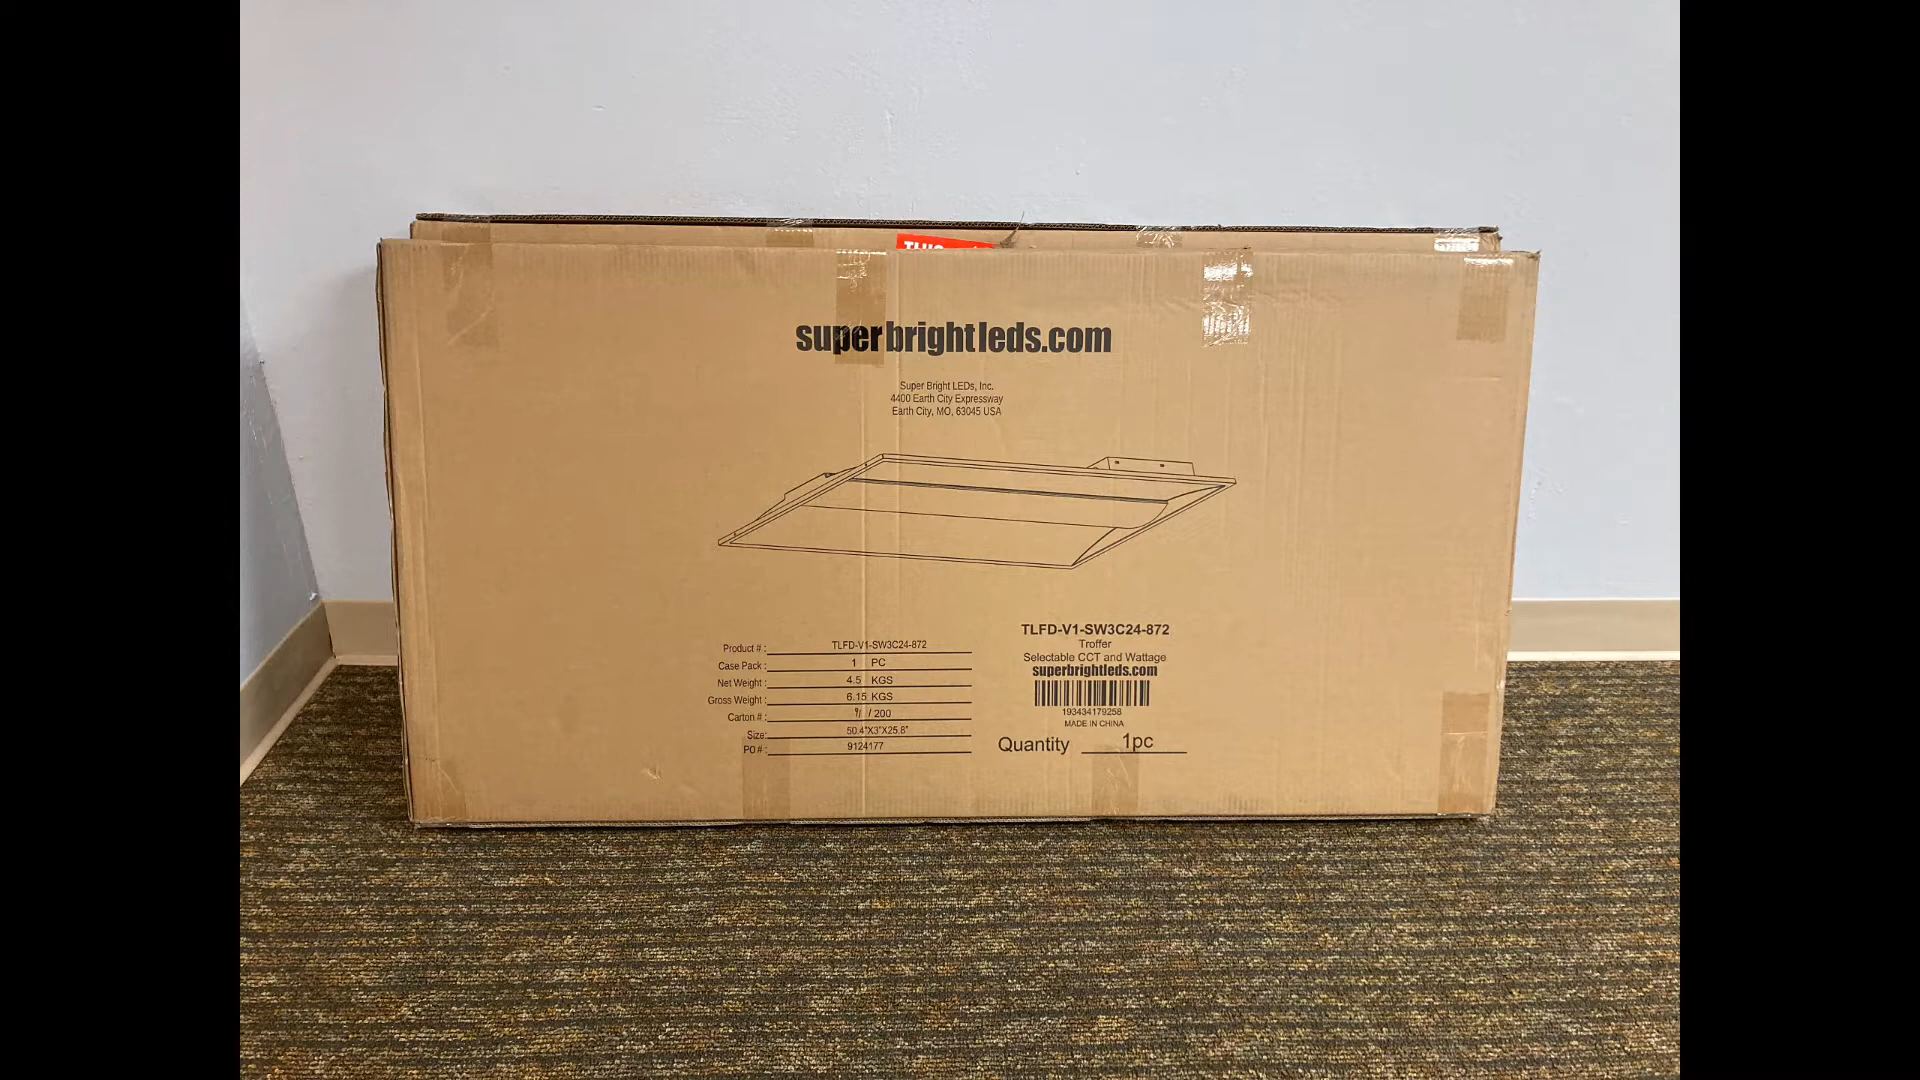 superbrightleds.com
Super Bright LEDs, Inc.
4400 Earth City Expressway
Earth City, MO, 63045 USA
Product # : TLFD-V1-SW3C24-872
Case Pack : 1 PC
Net Weight : 4.5 KGS
Gross Weight : 6.15 KGS
Carton # : / 200
Size: 50.4"X3"X25.8"
PO # : 9124177
TLFD-V1-SW3C24-872
Troffer
Selectable CCT and Wattage
superbrightleds.com
193434179258
MADE IN CHINA
Quantity 1pc